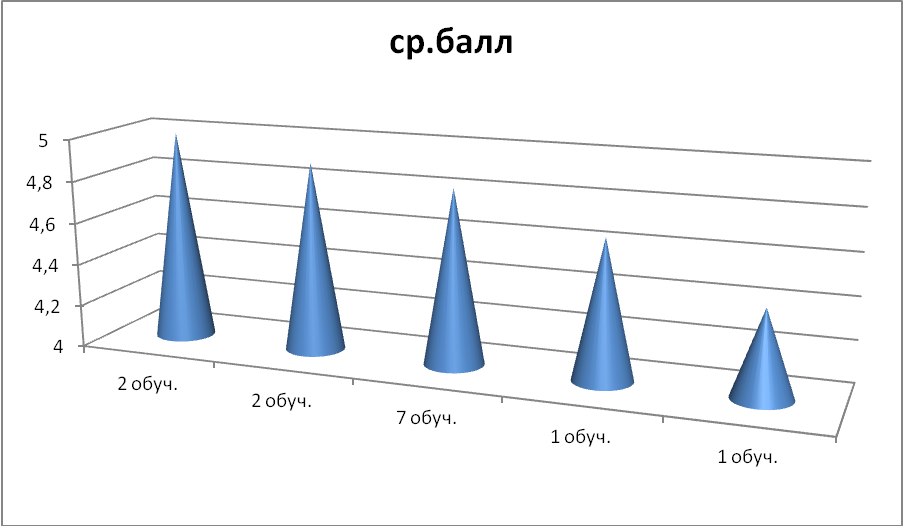 ср.балл
5
4,8
4,6
4,4
4,2
4
2 обуч.
2 обуч.
7 обуч.
1 обуч.
1 обуч.